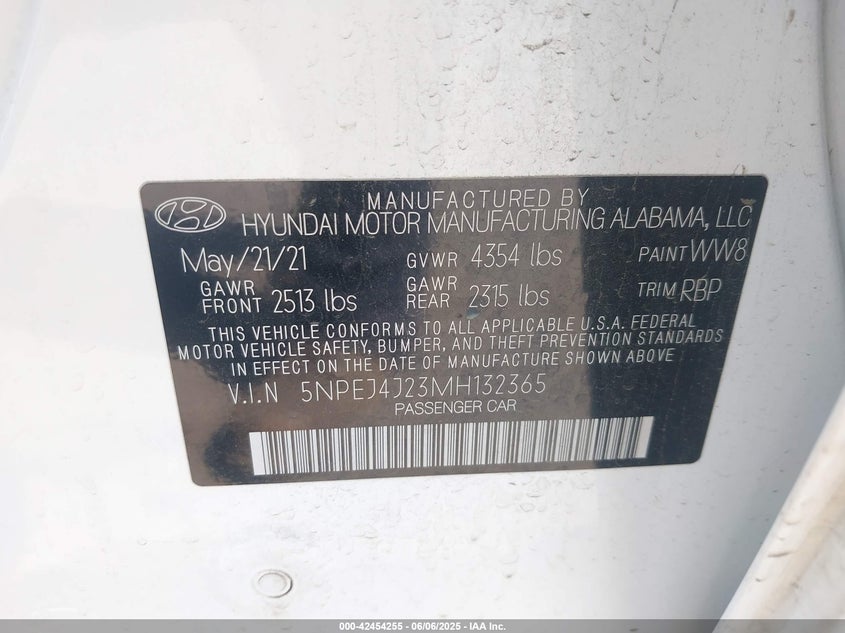 MANUFACTURED BY
HYUNDAI MOTOR MANUFACTURING ALABAMA, LLC
May/21/21 GVWR 4354 lbs PAINT WW8
GAWR FRONT 2513 lbs GAWR REAR 2315 lbs TRIM RBP
THIS VEHICLE CONFORMS TO ALL APPLICABLE U.S.A. FEDERAL
MOTOR VEHICLE SAFETY, BUMPER, AND THEFT PREVENTION STANDARDS
IN EFFECT ON THE DATE OF MANUFACTURE SHOWN ABOVE
V.I.N 5NPEJ4J23MH132365
PASSENGER CAR
000-42454255 - 06/06/2025 - IAA Inc.